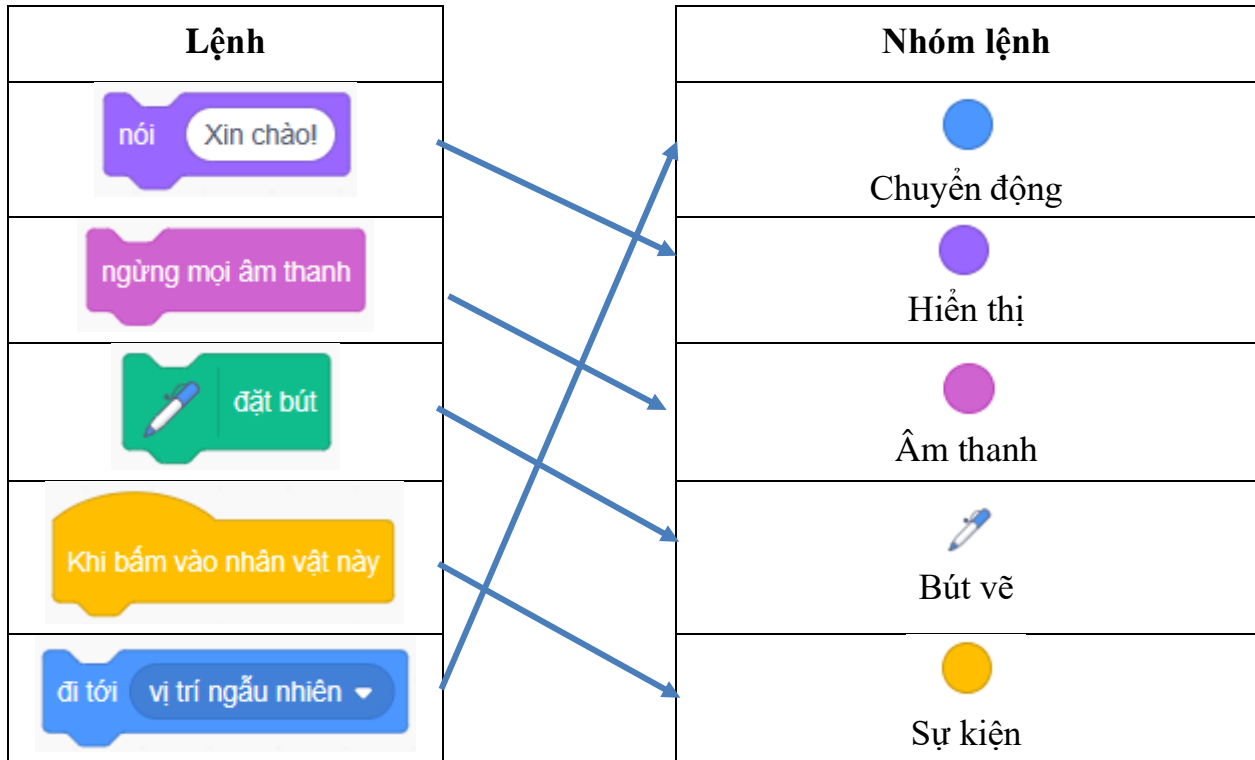 Lệnh
Nhóm lệnh
nói Xin chào!
Chuyển động
ngừng mọi âm thanh
Hiển thị
đặt bút
Âm thanh
Khi bấm vào nhân vật này
Bút vẽ
đi tới vị trí ngẫu nhiên
Sự kiện